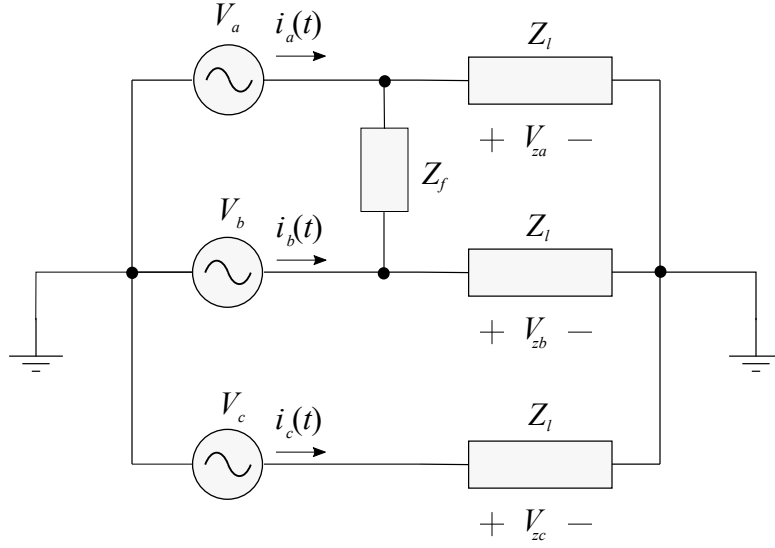 V_a i_a(t) Z_l
+ V_za −
Z_f
V_b i_b(t) Z_l
+ V_zb −
V_c i_c(t) Z_l
+ V_zc −